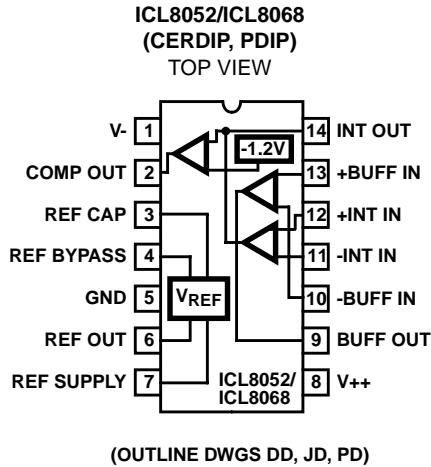 ICL8052/ICL8068
(CERDIP, PDIP)
TOP VIEW
V- 1
COMP OUT 2
REF CAP 3
REF BYPASS 4
GND 5
REF OUT 6
REF SUPPLY 7
-1.2V
VREF
14 INT OUT
13 +BUFF IN
12 +INT IN
11 -INT IN
10 -BUFF IN
9 BUFF OUT
8 V++
ICL8052/
ICL8068
(OUTLINE DWGS DD, JD, PD)